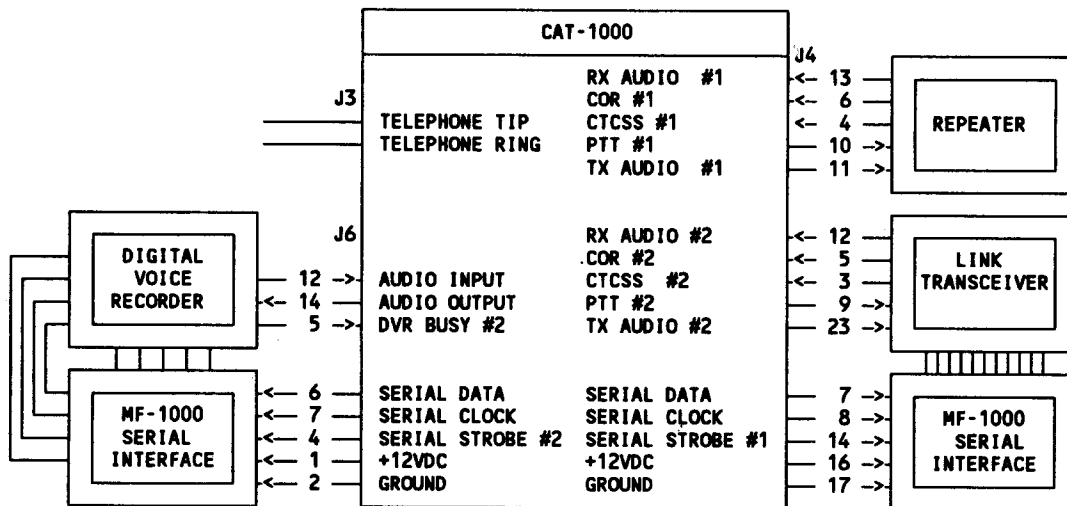 CAT-1000
J3
TELEPHONE TIP
TELEPHONE RING
J4
RX AUDIO #1 <- 13
COR #1 <- 6
CTCSS #1 <- 4
PTT #1 10 ->
TX AUDIO #1 11 ->
REPEATER
J6
DIGITAL
VOICE
RECORDER
12 -> AUDIO INPUT
<- 14 AUDIO OUTPUT
5 -> DVR BUSY #2
RX AUDIO #2 <- 12
COR #2 <- 5
CTCSS #2 <- 3
PTT #2 9 ->
TX AUDIO #2 23 ->
LINK
TRANSCEIVER
MF-1000
SERIAL
INTERFACE
<- 6 SERIAL DATA
<- 7 SERIAL CLOCK
<- 4 SERIAL STROBE #2
<- 1 +12VDC
<- 2 GROUND
SERIAL DATA 7 ->
SERIAL CLOCK 8 ->
SERIAL STROBE #1 14 ->
+12VDC 16 ->
GROUND 17 ->
MF-1000
SERIAL
INTERFACE